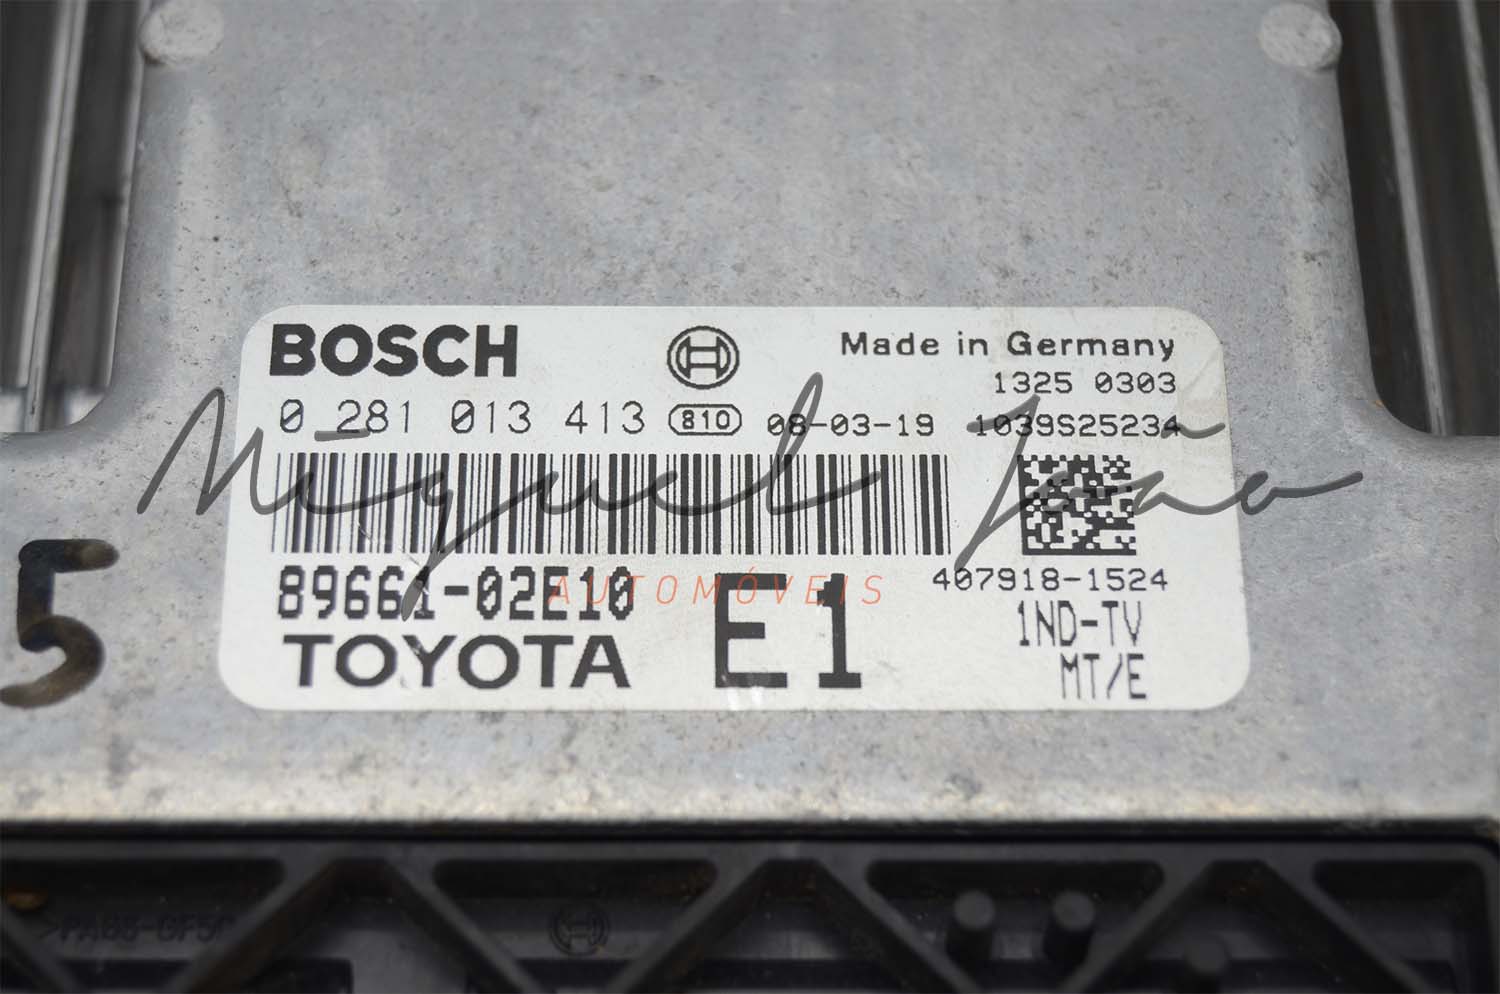 BOSCH
Made in Germany
1325 0303
0 281 013 413 810 08-03-19 1039S25234
Miguel João
AUTOMÓVEIS
407918-1524
89661-02E10 E1
1ND-TV
TOYOTA
MT/E
5